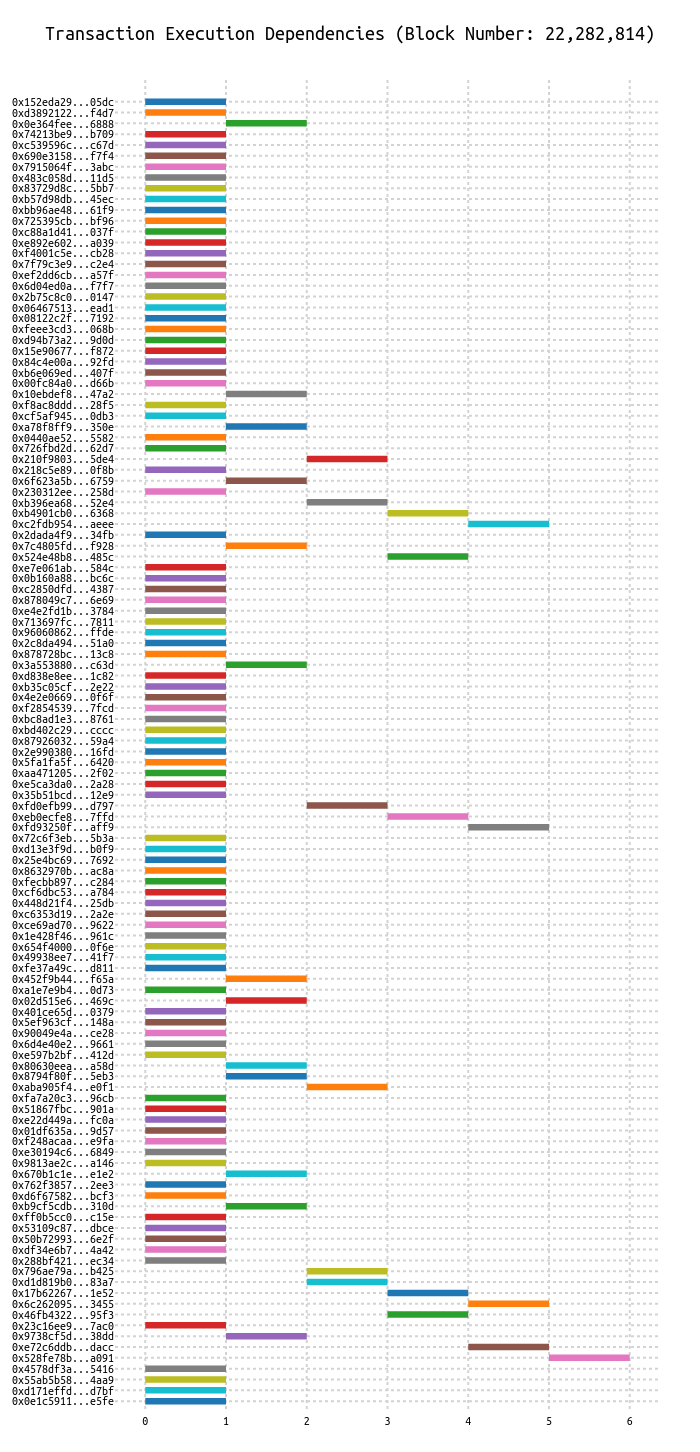 Transaction Execution Dependencies (Block Number: 22,282,814)
0x152eda29...05dc
0xd3892122...f4d7
0x0e364fee...6888
0x74213be9...b709
0xc539596c...c67d
0x690e3158...f7f4
0x7915064f...3abc
0x483c058d...11d5
0x83729d8c...5bb7
0xb57d98db...45ec
0xbb96ae48...61f9
0x725395cb...bf96
0xc88a1d41...037f
0xe892e602...a039
0xf4001c5e...cb28
0x7f79c3e9...c2e4
0xef2dd6cb...a57f
0x6d04ed0a...f7f7
0x2b75c8c0...0147
0x06467513...ead1
0x08122c2f...7192
0xfeee3cd3...068b
0xd94b73a2...9d0d
0x15e90677...f872
0x84c4e00a...92fd
0xb6e069ed...407f
0x00fc84a0...d66b
0x10ebdef8...47a2
0xf8ac8ddd...28f5
0xcf5af945...0db3
0xa78f8ff9...350e
0x0440ae52...5582
0x726fbd2d...62d7
0x210f9803...5de4
0x218c5e89...0f8b
0x6f623a5b...6759
0x230312ee...258d
0xb396ea68...52e4
0xb4901cb0...6368
0xc2fdb954...aeee
0x2dada4f9...34fb
0x7c4805fd...f928
0x524e48b8...485c
0xe7e061ab...584c
0x0b160a88...bc6c
0xc2850dfd...4387
0x878049c7...6e69
0xe4e2fd1b...3784
0x713697fc...7811
0x96060862...ffde
0x2c8da494...51a0
0x878728bc...13c8
0x3a553880...c63d
0xd838e8ee...1c82
0xb35c05cf...2e22
0x4e2e0669...0f6f
0xf2854539...7fcd
0xbc8ad1e3...8761
0xbd402c29...cccc
0x87926032...59a4
0x2e990380...16fd
0x5fa1fa5f...6420
0xaa471205...2f02
0xe5ca3da0...2a28
0x35b51bcd...12e9
0xfd0efb99...d797
0xeb0ecfe8...7ffd
0xfd93250f...aff9
0x72c6f3eb...5b3a
0xd13e3f9d...b0f9
0x25e4bc69...7692
0x8632970b...ac8a
0xfecbb897...c284
0xcf6dbc53...a784
0x448d21f4...25db
0xc6353d19...2a2e
0xce69ad70...9622
0x1e428f46...961c
0x654f4000...0f6e
0x49938ee7...41f7
0xfe37a49c...d811
0x452f9b44...f65a
0xa1e7e9b4...0d73
0x02d515e6...469c
0x401ce65d...0379
0x5ef963cf...148a
0x90049e4a...ce28
0x6d4e40e2...9661
0xe597b2bf...412d
0x80630eea...a58d
0x8794f80f...5eb3
0xaba905f4...e0f1
0xfa7a20c3...96cb
0x51867fbc...901a
0xe22d449a...fc0a
0x01df635a...9d57
0xf248acaa...e9fa
0xe30194c6...6849
0x9813ae2c...a146
0x670b1c1e...e1e2
0x762f3857...2ee3
0xd6f67582...bcf3
0xb9cf5cdb...310d
0xff0b5cc0...c15e
0x53109c87...dbce
0x50b72993...6e2f
0xdf34e6b7...4a42
0x288bf421...ec34
0x796ae79a...b425
0xd1d819b0...83a7
0x17b62267...1e52
0x6c262095...3455
0x46fb4322...95f3
0x23c16ee9...7ac0
0x9738cf5d...38dd
0xe72c6ddb...dacc
0x528fe78b...a091
0x4578df3a...5416
0x55ab5b58...4aa9
0xd171effd...d7bf
0x0e1c5911...e5fe
0 1 2 3 4 5 6